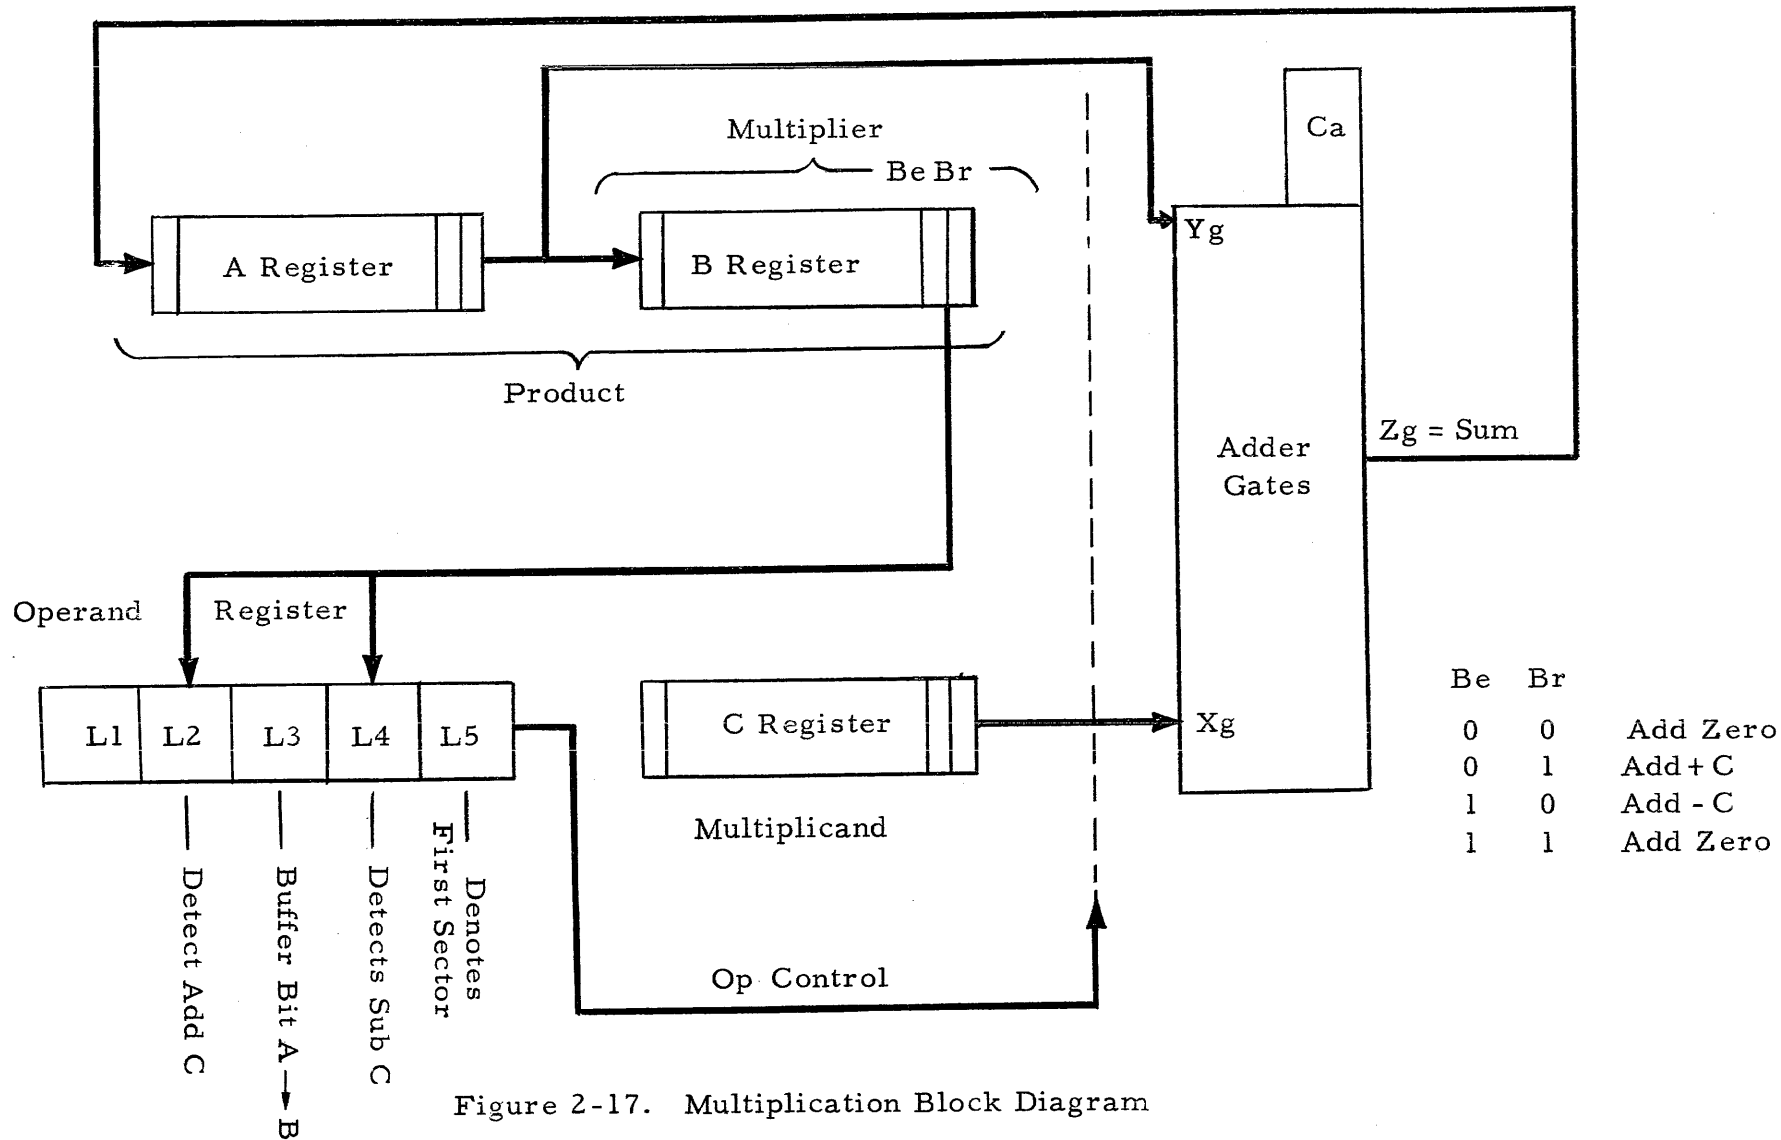 Ca
Multiplier
Be Br
Yg
A Register
B Register
Product
Zg = Sum
Adder
Gates
Operand Register
L1 L2 L3 L4 L5
C Register
Xg
Multiplicand
Be Br
0 0 Add Zero
0 1 Add + C
1 0 Add - C
1 1 Add Zero
Detect Add C
Buffer Bit A → B
Detects Sub C
Denotes
First Sector
Op Control
Figure 2-17. Multiplication Block Diagram